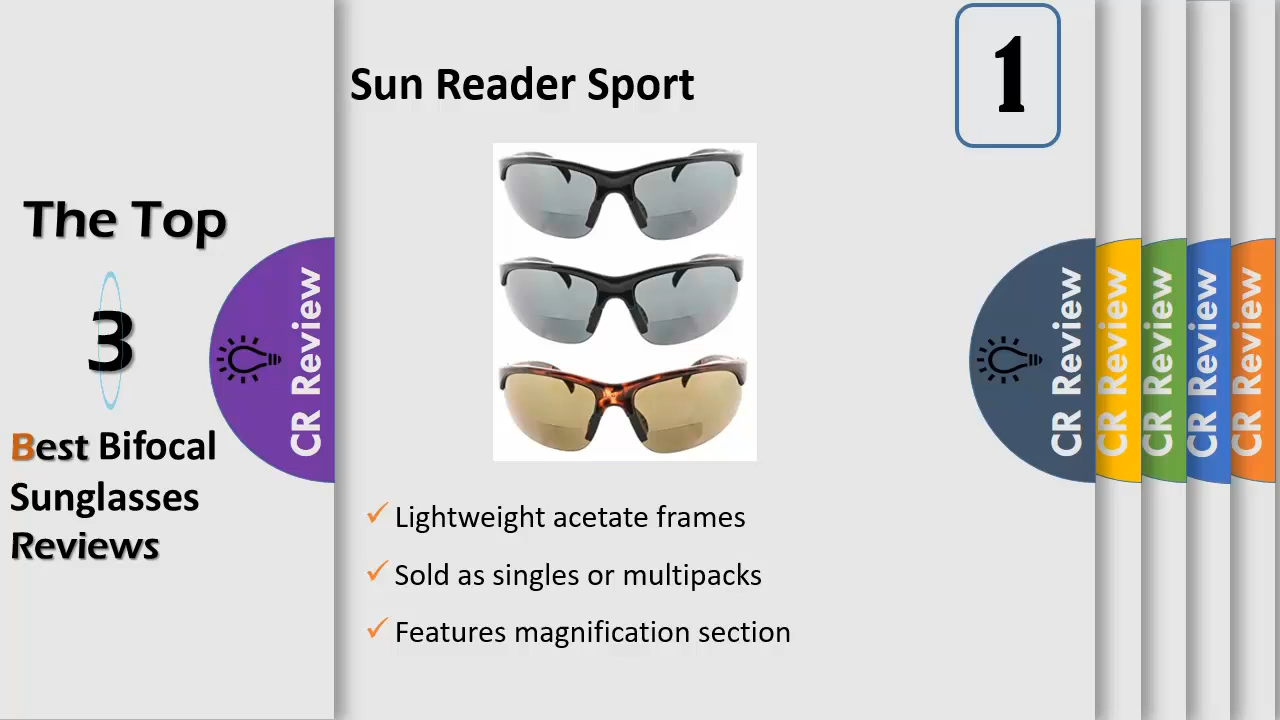 The Top
3
Best Bifocal
Sunglasses
Reviews
CR Review
Sun Reader Sport
1
Lightweight acetate frames
Sold as singles or multipacks
Features magnification section
CR Review
CR Review
CR Review
CR Review
CR Review